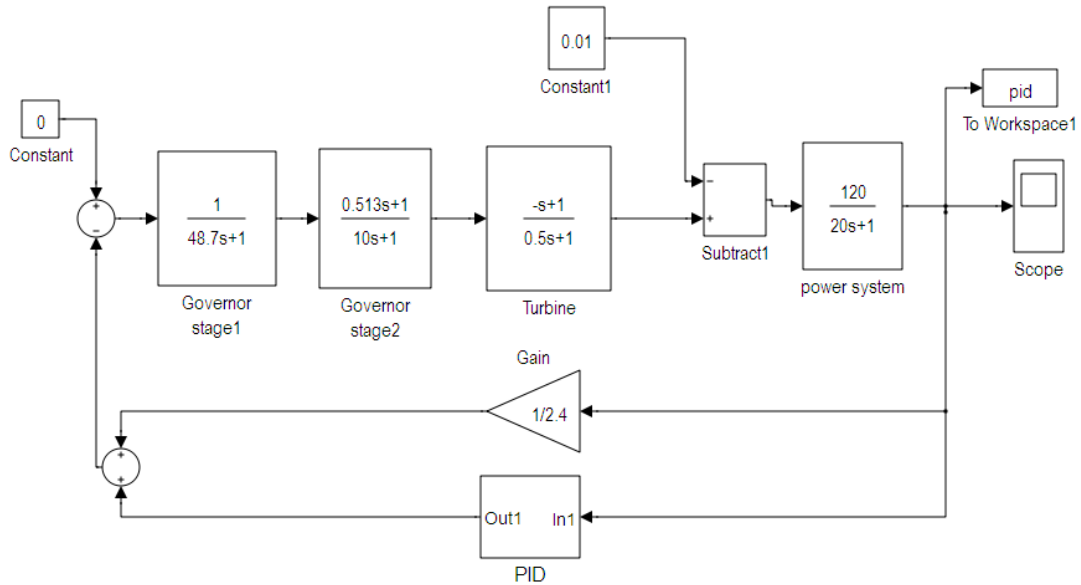 0.01
Constant1
pid
To Workspace1
0
Constant
+
−
1
48.7s+1
Governor
stage1
0.513s+1
10s+1
Governor
stage2
-s+1
0.5s+1
Turbine
−
+
Subtract1
120
20s+1
power system
Scope
Gain
1/2.4
+
+
Out1 In1
PID